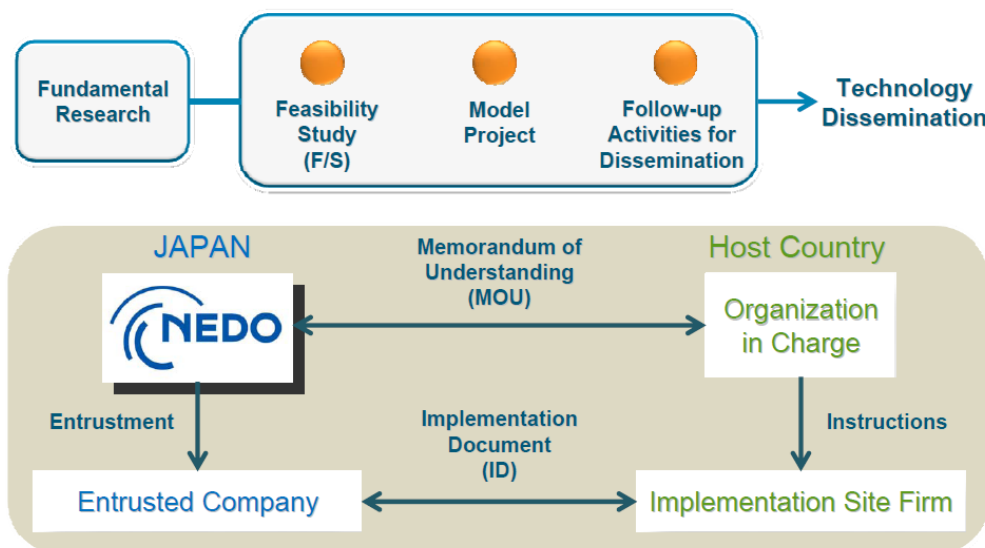 Fundamental
Research
Feasibility
Study
(F/S)
Model
Project
Follow-up
Activities for
Dissemination
Technology
Dissemination
JAPAN
Memorandum of
Understanding
(MOU)
Host Country
NEDO
Organization
in Charge
Entrustment
Implementation
Document
(ID)
Instructions
Entrusted Company
Implementation Site Firm